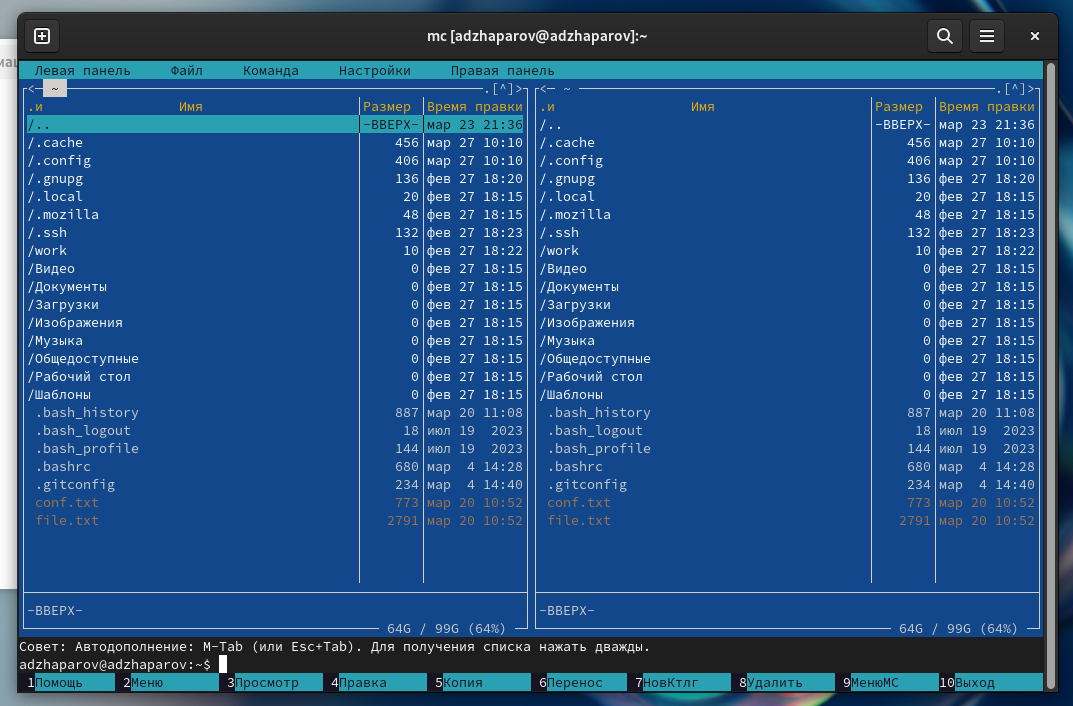 mc [adzhaparov@adzhaparov]:~
Левая панель Файл Команда Настройки Правая панель
<─ ~ .[^]>
.и Имя Размер Время правки
/.. -ВВЕРХ- мар 23 21:36
/.cache 456 мар 27 10:10
/.config 406 мар 27 10:10
/.gnupg 136 фев 27 18:20
/.local 20 фев 27 18:15
/.mozilla 48 фев 27 18:15
/.ssh 132 фев 27 18:23
/work 10 фев 27 18:22
/Видео 0 фев 27 18:15
/Документы 0 фев 27 18:15
/Загрузки 0 фев 27 18:15
/Изображения 0 фев 27 18:15
/Музыка 0 фев 27 18:15
/Общедоступные 0 фев 27 18:15
/Рабочий стол 0 фев 27 18:15
/Шаблоны 0 фев 27 18:15
.bash_history 887 мар 20 11:08
.bash_logout 18 июл 19 2023
.bash_profile 144 июл 19 2023
.bashrc 680 мар 4 14:28
.gitconfig 234 мар 4 14:40
conf.txt 773 мар 20 10:52
file.txt 2791 мар 20 10:52
-ВВЕРХ-
64G / 99G (64%)
<─ ~ .[^]>
.и Имя Размер Время правки
/.. -ВВЕРХ- мар 23 21:36
/.cache 456 мар 27 10:10
/.config 406 мар 27 10:10
/.gnupg 136 фев 27 18:20
/.local 20 фев 27 18:15
/.mozilla 48 фев 27 18:15
/.ssh 132 фев 27 18:23
/work 10 фев 27 18:22
/Видео 0 фев 27 18:15
/Документы 0 фев 27 18:15
/Загрузки 0 фев 27 18:15
/Изображения 0 фев 27 18:15
/Музыка 0 фев 27 18:15
/Общедоступные 0 фев 27 18:15
/Рабочий стол 0 фев 27 18:15
/Шаблоны 0 фев 27 18:15
.bash_history 887 мар 20 11:08
.bash_logout 18 июл 19 2023
.bash_profile 144 июл 19 2023
.bashrc 680 мар 4 14:28
.gitconfig 234 мар 4 14:40
conf.txt 773 мар 20 10:52
file.txt 2791 мар 20 10:52
-ВВЕРХ-
64G / 99G (64%)
Совет: Автодополнение: M-Tab (или Esc+Tab). Для получения списка нажать дважды.
adzhaparov@adzhaparov:~$
1Помощь 2Меню 3Просмотр 4Правка 5Копия 6Перенос 7НовКтлг 8Удалить 9МенюMC 10Выход